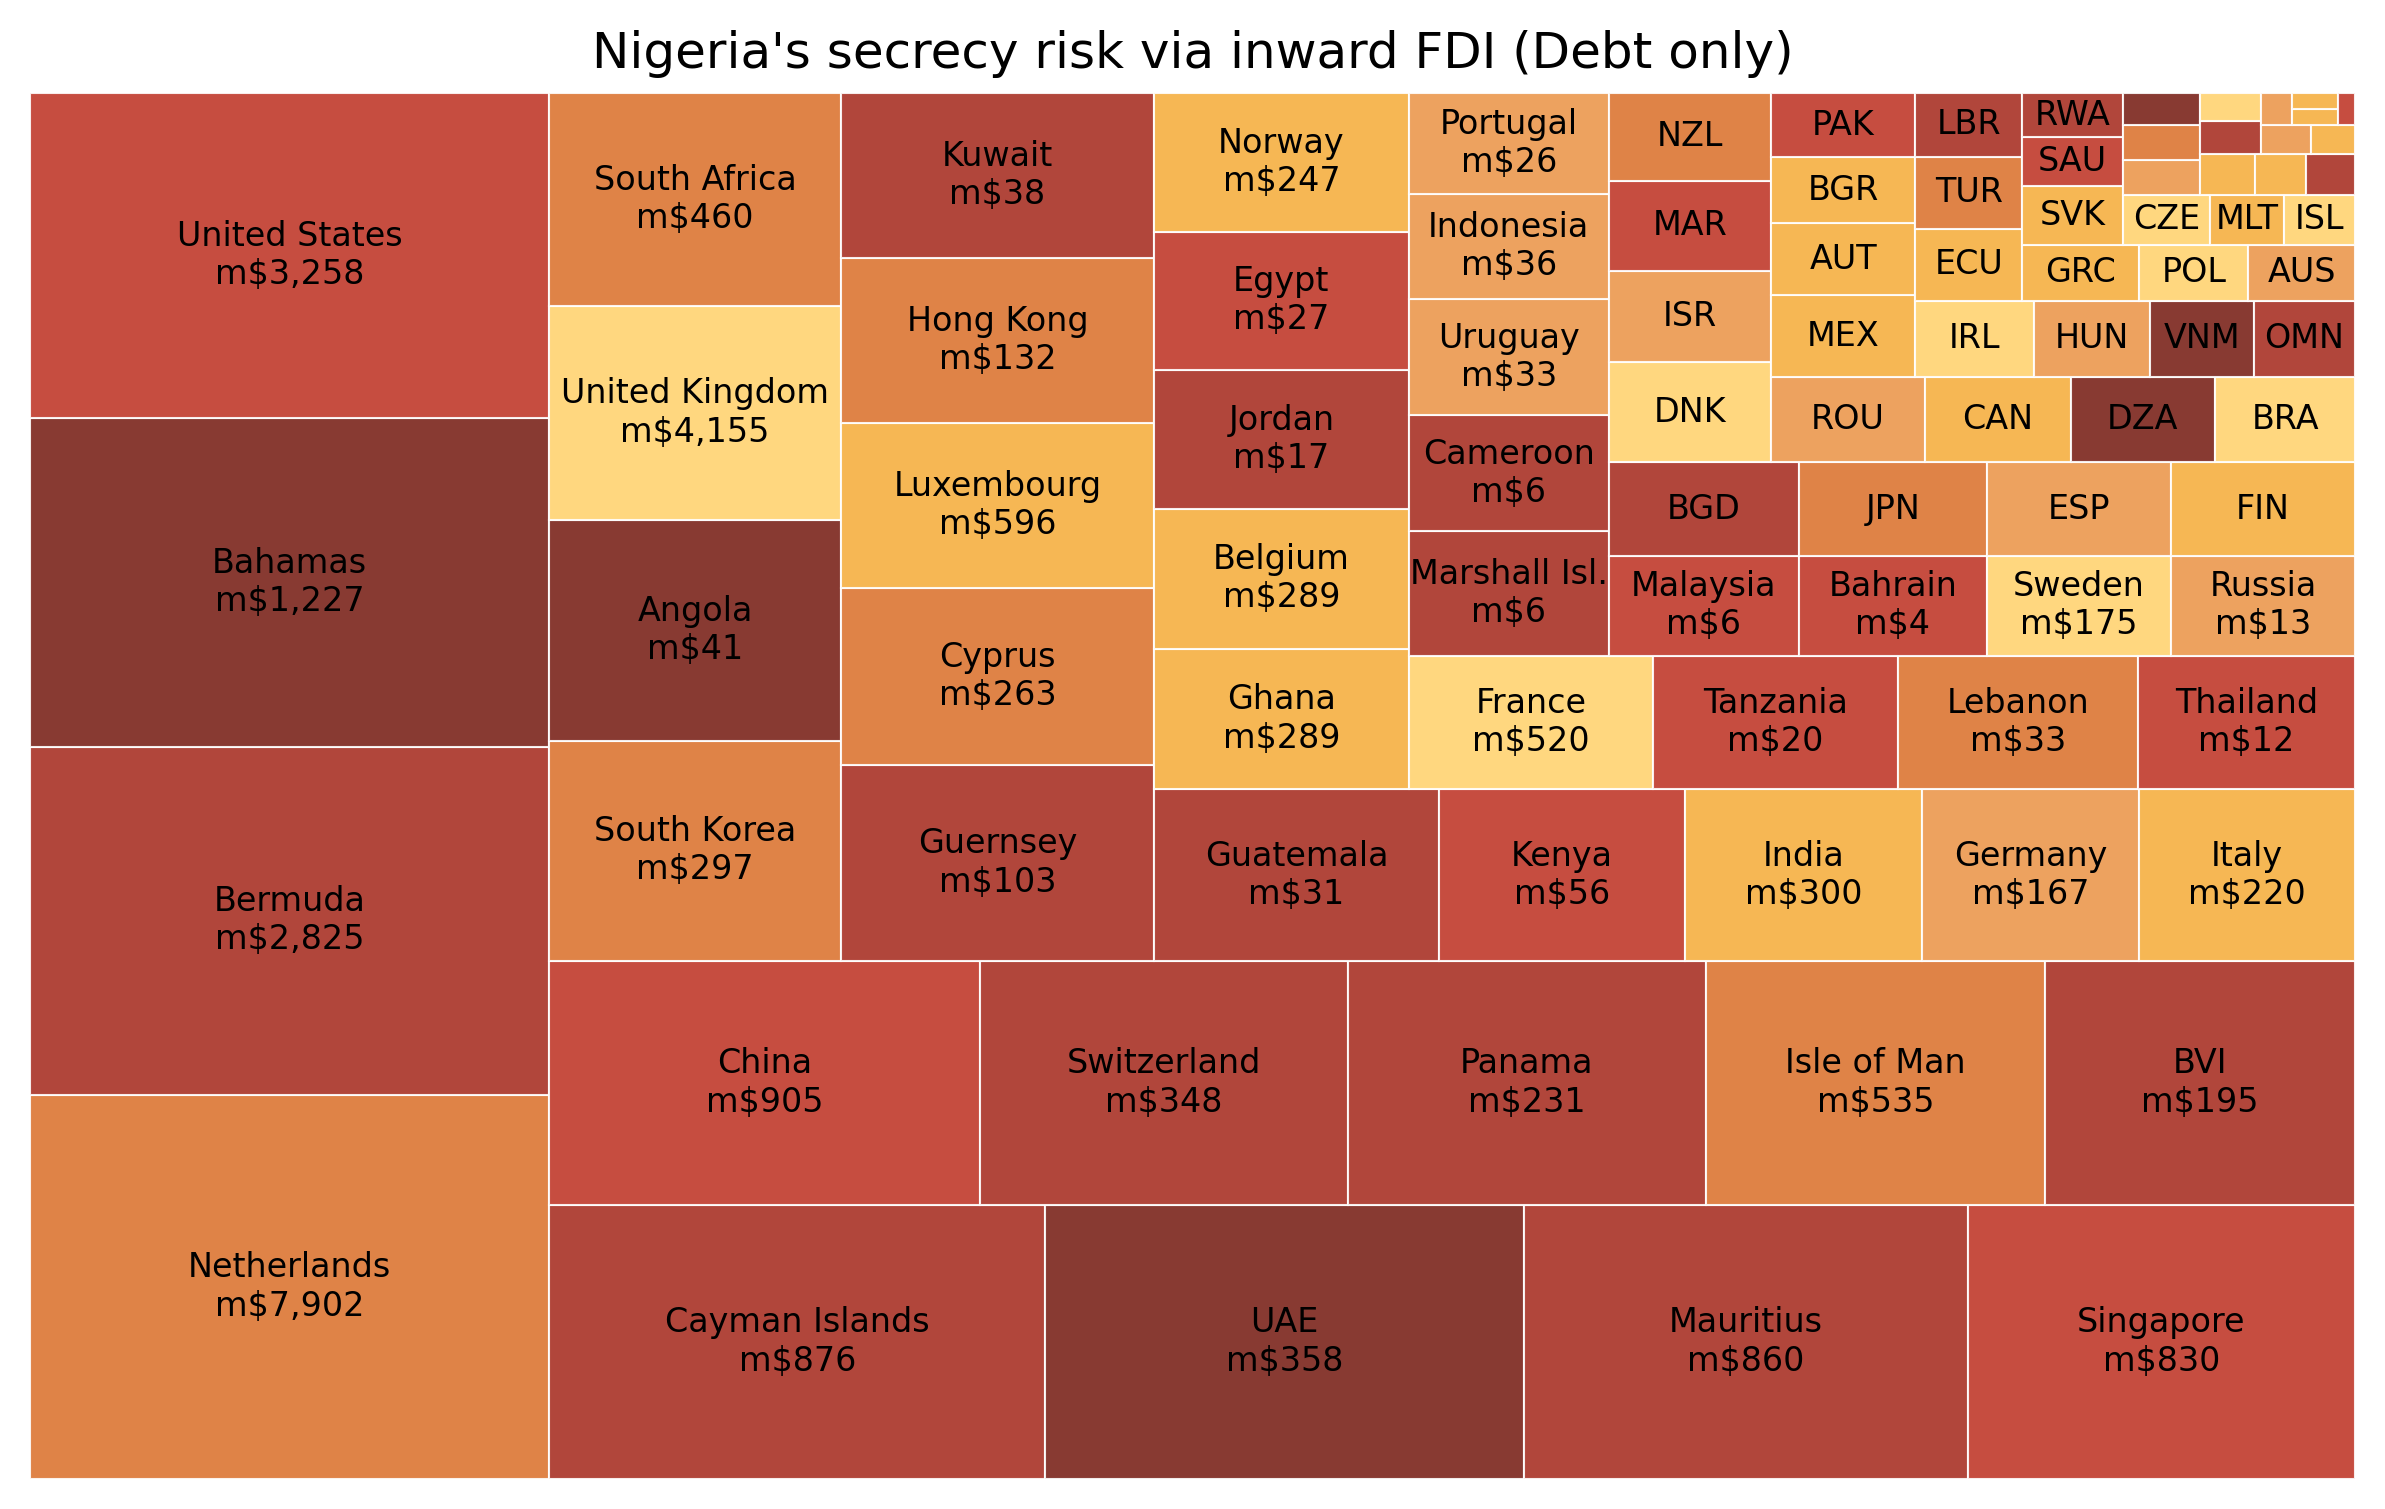 Nigeria's secrecy risk via inward FDI (Debt only)
United States
m$3,258
Bahamas
m$1,227
Bermuda
m$2,825
Netherlands
m$7,902
South Africa
m$460
United Kingdom
m$4,155
Angola
m$41
South Korea
m$297
Kuwait
m$38
Hong Kong
m$132
Luxembourg
m$596
Cyprus
m$263
Guernsey
m$103
Norway
m$247
Egypt
m$27
Jordan
m$17
Belgium
m$289
Ghana
m$289
Portugal
m$26
Indonesia
m$36
Uruguay
m$33
Cameroon
m$6
Marshall Isl.
m$6
NZL
MAR
ISR
DNK
PAK
BGR
AUT
MEX
LBR
TUR
ECU
RWA
SAU
SVK
CZE
MLT
ISL
GRC
POL
AUS
IRL
HUN
VNM
OMN
ROU
CAN
DZA
BRA
BGD
JPN
ESP
FIN
Malaysia
m$6
Bahrain
m$4
Sweden
m$175
Russia
m$13
France
m$520
Tanzania
m$20
Lebanon
m$33
Thailand
m$12
Guatemala
m$31
Kenya
m$56
India
m$300
Germany
m$167
Italy
m$220
China
m$905
Switzerland
m$348
Panama
m$231
Isle of Man
m$535
BVI
m$195
Cayman Islands
m$876
UAE
m$358
Mauritius
m$860
Singapore
m$830